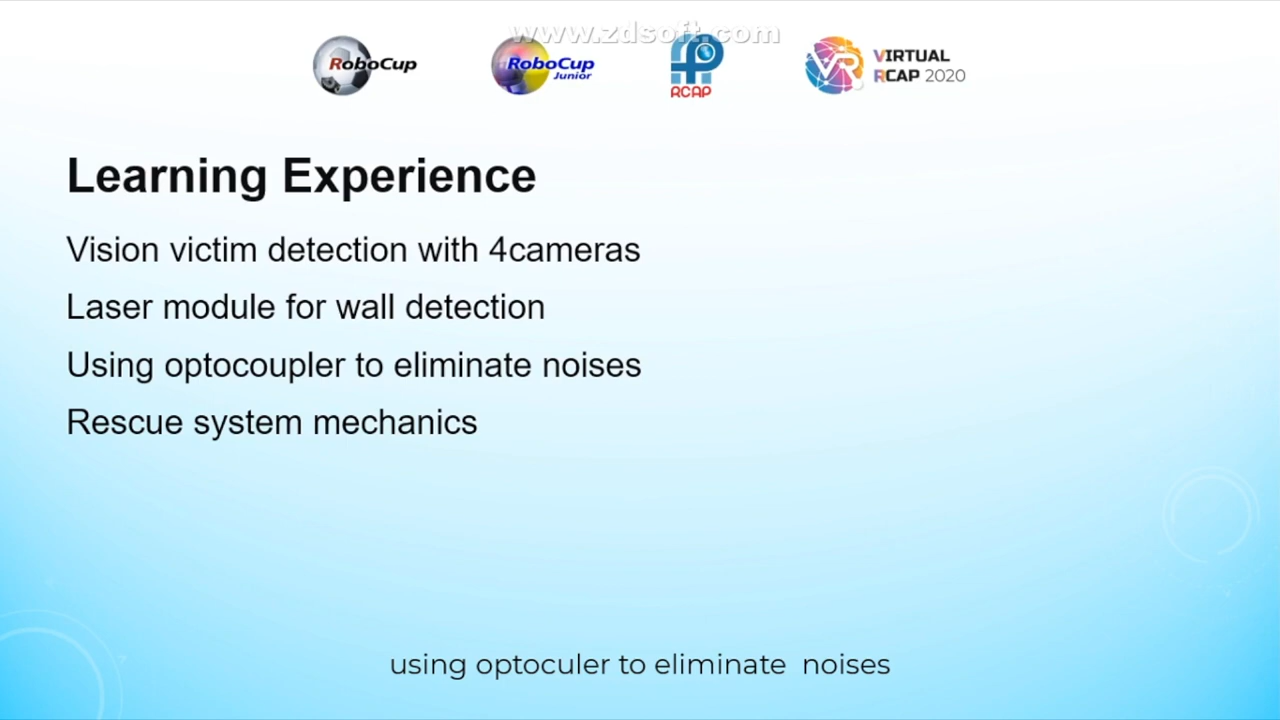 www.zdsoft.com
RoboCup
RoboCup
Junior
RCAP
VR
VIRTUAL
RCAP 2020
Learning Experience
Vision victim detection with 4cameras
Laser module for wall detection
Using optocoupler to eliminate noises
Rescue system mechanics
using optoculer to eliminate  noises